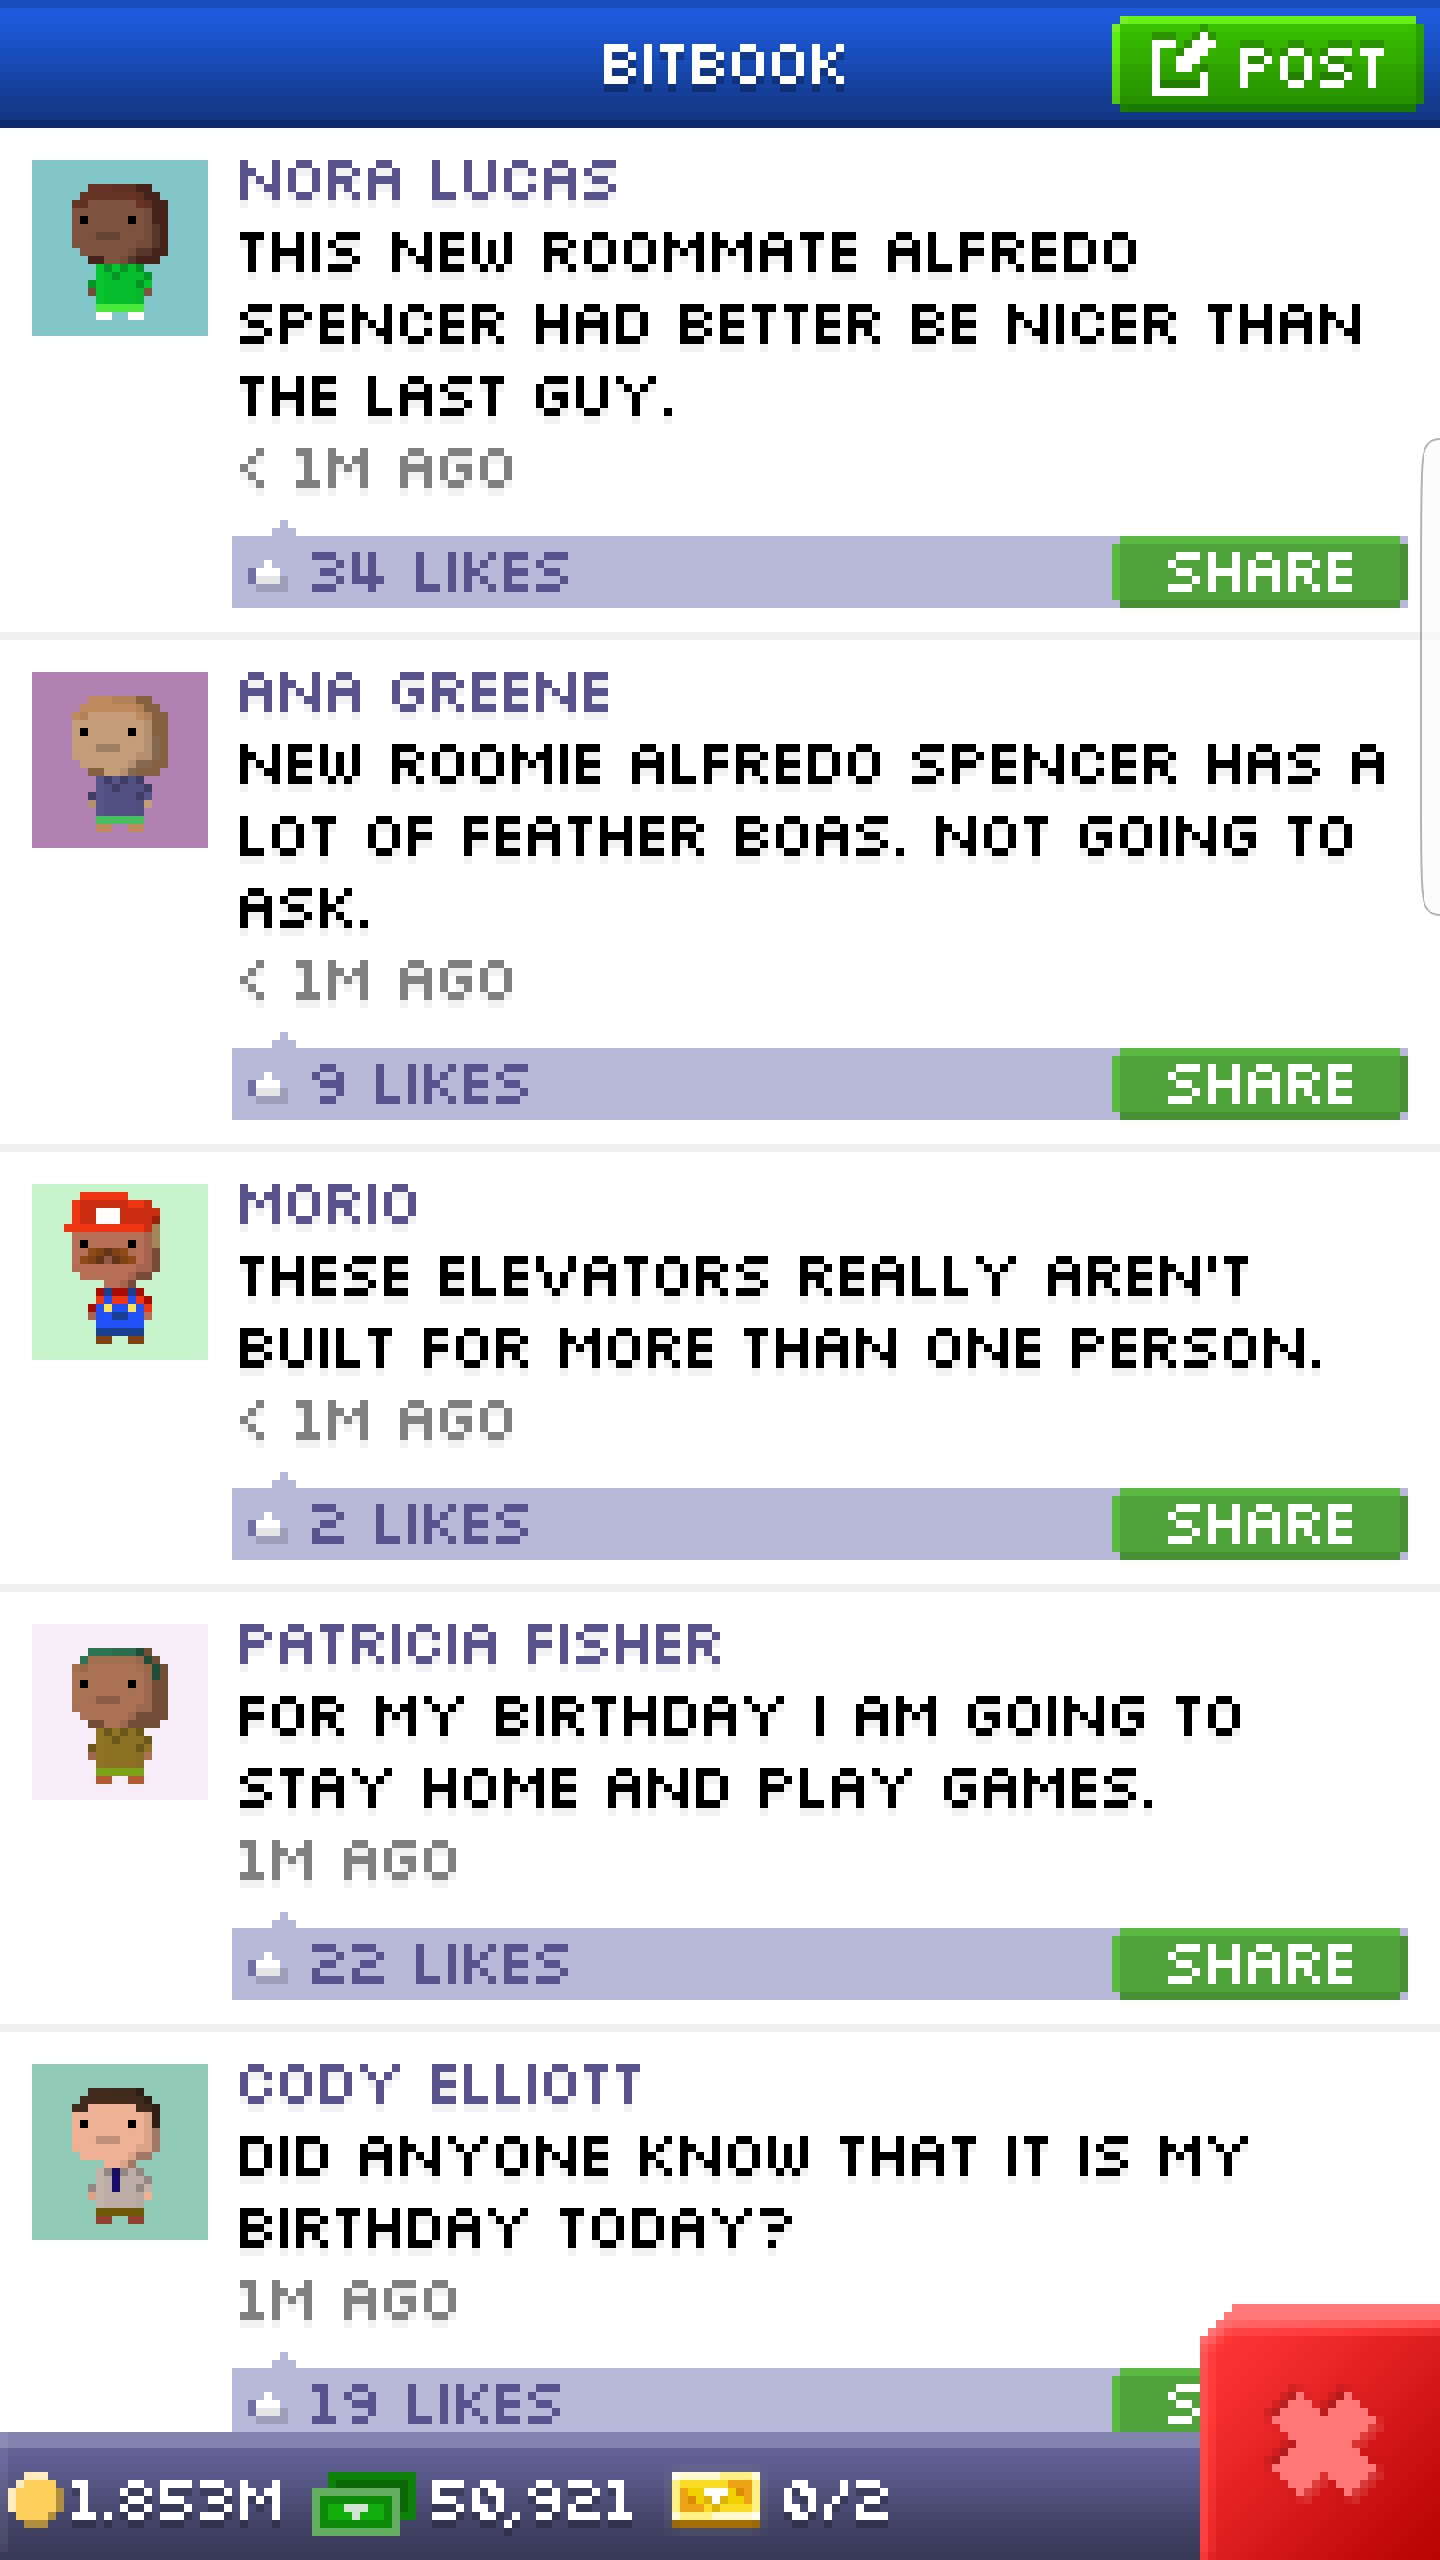 BITBOOK
POST
NORA LUCAS
THIS NEW ROOMMATE ALFREDO
SPENCER HAD BETTER BE NICER THAN
THE LAST GUY.
< 1M AGO
34 LIKES SHARE
ANA GREENE
NEW ROOMIE ALFREDO SPENCER HAS A
LOT OF FEATHER BOAS. NOT GOING TO
ASK.
< 1M AGO
9 LIKES SHARE
MORIO
THESE ELEVATORS REALLY AREN'T
BUILT FOR MORE THAN ONE PERSON.
< 1M AGO
2 LIKES SHARE
PATRICIA FISHER
FOR MY BIRTHDAY I AM GOING TO
STAY HOME AND PLAY GAMES.
1M AGO
22 LIKES SHARE
CODY ELLIOTT
DID ANYONE KNOW THAT IT IS MY
BIRTHDAY TODAY?
1M AGO
19 LIKES S
1.853M 50,921 0/2